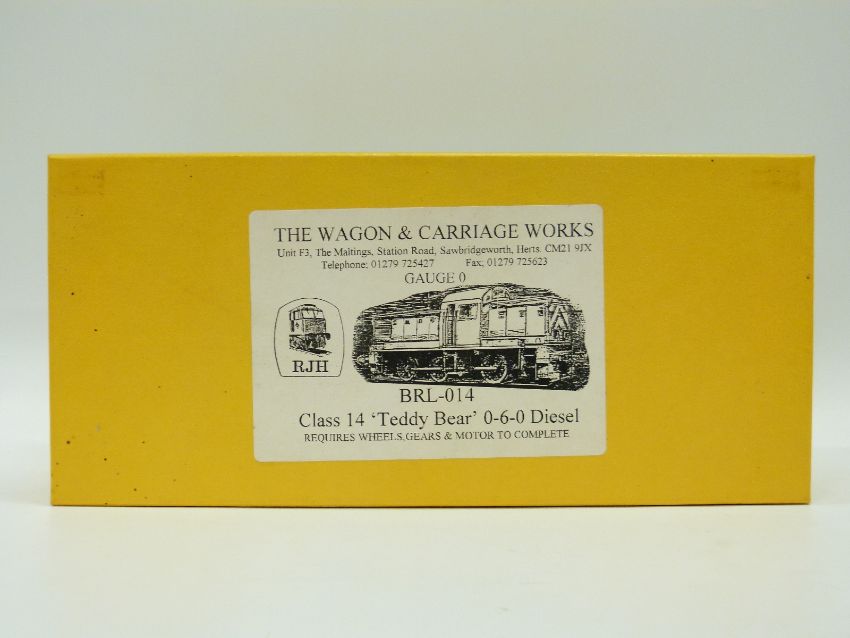 THE WAGON & CARRIAGE WORKS
Unit F3, The Maltings, Station Road, Sawbridgeworth, Herts. CM21 9JX
Telephone: 01279 725427 Fax: 01279 725623
GAUGE 0
RJH
BRL-014
Class 14 ‘Teddy Bear’ 0-6-0 Diesel
REQUIRES WHEELS,GEARS & MOTOR TO COMPLETE